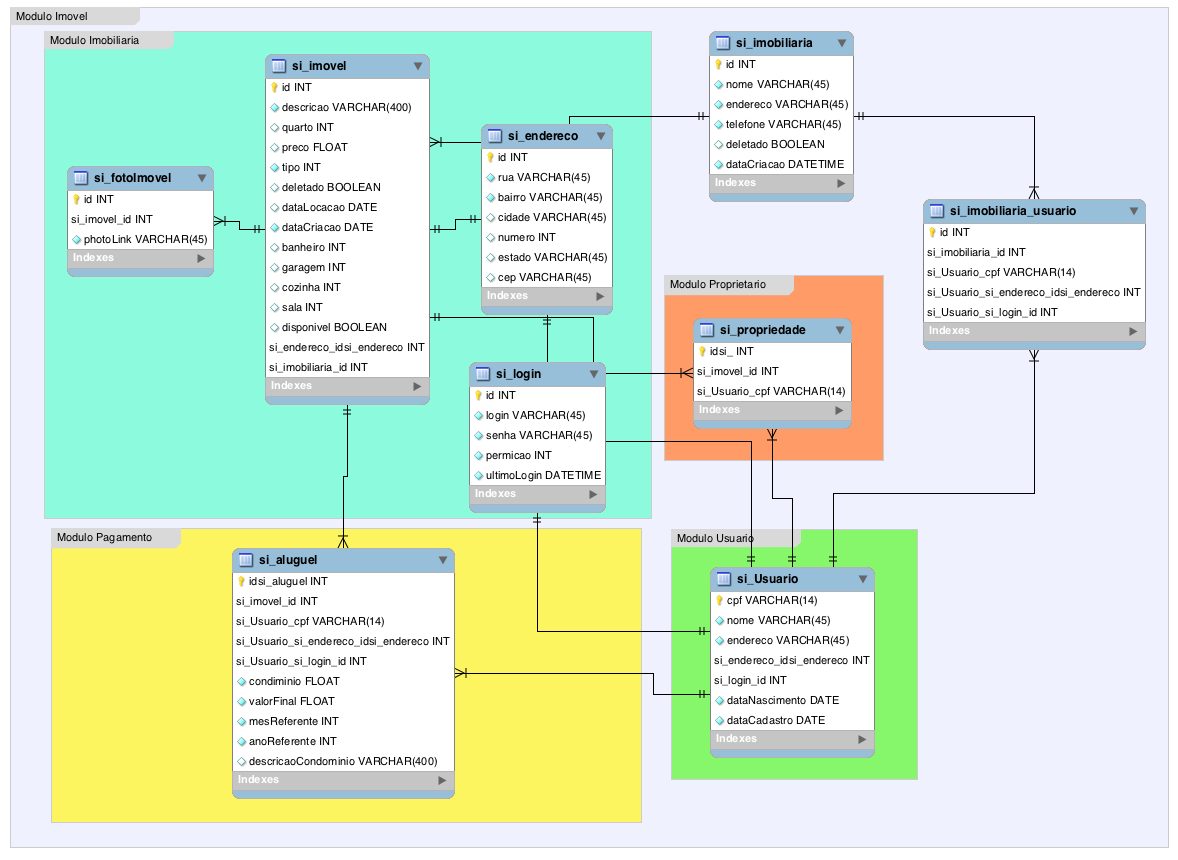 Modulo Imovel
Modulo Imobiliaria
si_imovel
id INT
descricao VARCHAR(400)
quarto INT
preco FLOAT
tipo INT
deletado BOOLEAN
dataLocacao DATE
dataCriacao DATE
banheiro INT
garagem INT
cozinha INT
sala INT
disponivel BOOLEAN
si_endereco_idsi_endereco INT
si_imobiliaria_id INT
Indexes
si_fotoImovel
id INT
si_imovel_id INT
photoLink VARCHAR(45)
Indexes
si_endereco
id INT
rua VARCHAR(45)
bairro VARCHAR(45)
cidade VARCHAR(45)
numero INT
estado VARCHAR(45)
cep VARCHAR(45)
Indexes
si_login
id INT
login VARCHAR(45)
senha VARCHAR(45)
permicao INT
ultimoLogin DATETIME
Indexes
si_imobiliaria
id INT
nome VARCHAR(45)
endereco VARCHAR(45)
telefone VARCHAR(45)
deletado BOOLEAN
dataCriacao DATETIME
Indexes
si_imobiliaria_usuario
id INT
si_imobiliaria_id INT
si_Usuario_cpf VARCHAR(14)
si_Usuario_si_endereco_idsi_endereco INT
si_Usuario_si_login_id INT
Indexes
Modulo Proprietario
si_propriedade
idsi_ INT
si_imovel_id INT
si_Usuario_cpf VARCHAR(14)
Indexes
Modulo Pagamento
si_aluguel
idsi_aluguel INT
si_imovel_id INT
si_Usuario_cpf VARCHAR(14)
si_Usuario_si_endereco_idsi_endereco INT
si_Usuario_si_login_id INT
condiminio FLOAT
valorFinal FLOAT
mesReferente INT
anoReferente INT
descricaoCondominio VARCHAR(400)
Indexes
Modulo Usuario
si_Usuario
cpf VARCHAR(14)
nome VARCHAR(45)
endereco VARCHAR(45)
si_endereco_idsi_endereco INT
si_login_id INT
dataNascimento DATE
dataCadastro DATE
Indexes